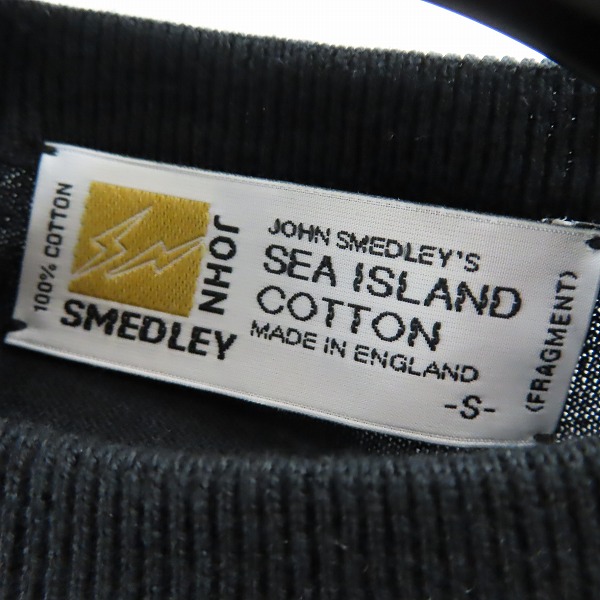 100% COTTON
JOHN
SMEDLEY
JOHN SMEDLEY'S
SEA ISLAND
COTTON
MADE IN ENGLAND
-S-
(FRAGMENT)